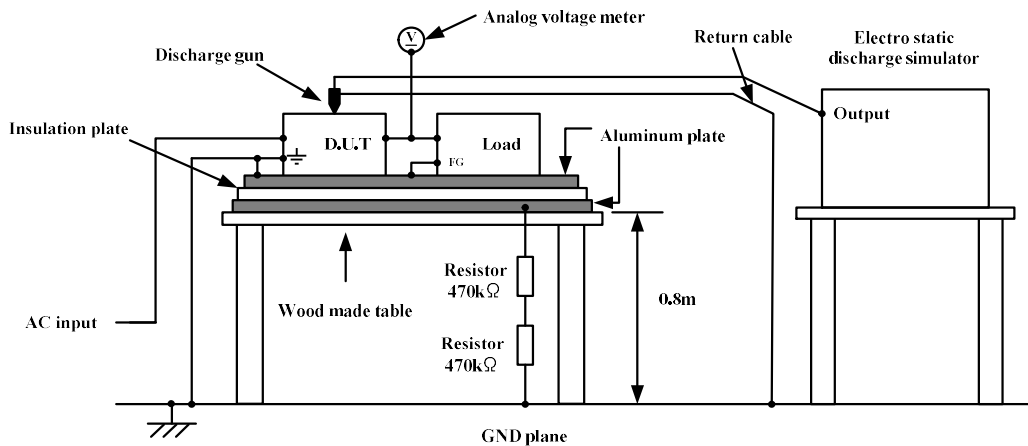 Analog voltage meter
V
Discharge gun
Return cable
Electro static
discharge simulator
Insulation plate
Output
D.U.T
Load
Aluminum plate
FG
Resistor
470kΩ
0.8m
Wood made table
AC input
Resistor
470kΩ
GND plane